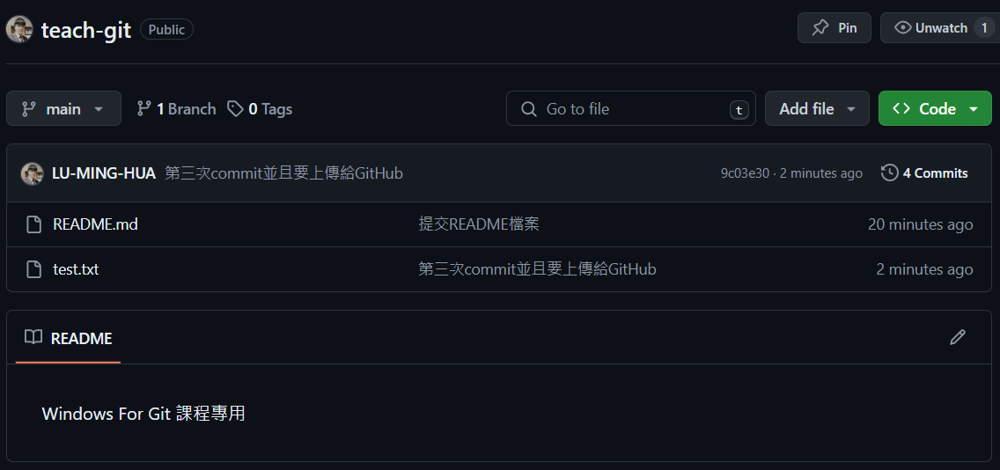 teach-git Public Pin Unwatch 1
main 1 Branch 0 Tags Go to file t Add file Code
LU-MING-HUA 第三次commit並且要上傳給GitHub 9c03e30 · 2 minutes ago 4 Commits
README.md 提交README檔案 20 minutes ago
test.txt 第三次commit並且要上傳給GitHub 2 minutes ago
README
Windows For Git 課程專用